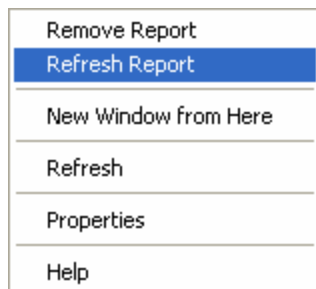 Remove Report
Refresh Report
New Window from Here
Refresh
Properties
Help